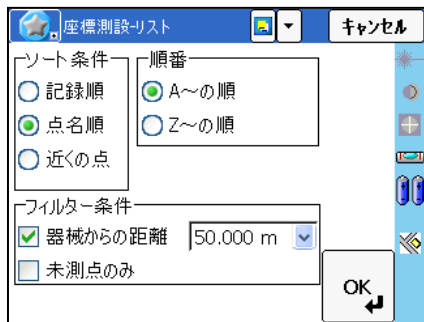 座標測設-リスト
キャンセル
ソート条件
記録順
点名順
近くの点
順番
A～の順
Z～の順
フィルター条件
器械からの距離 50.000 m
未測点のみ
OK